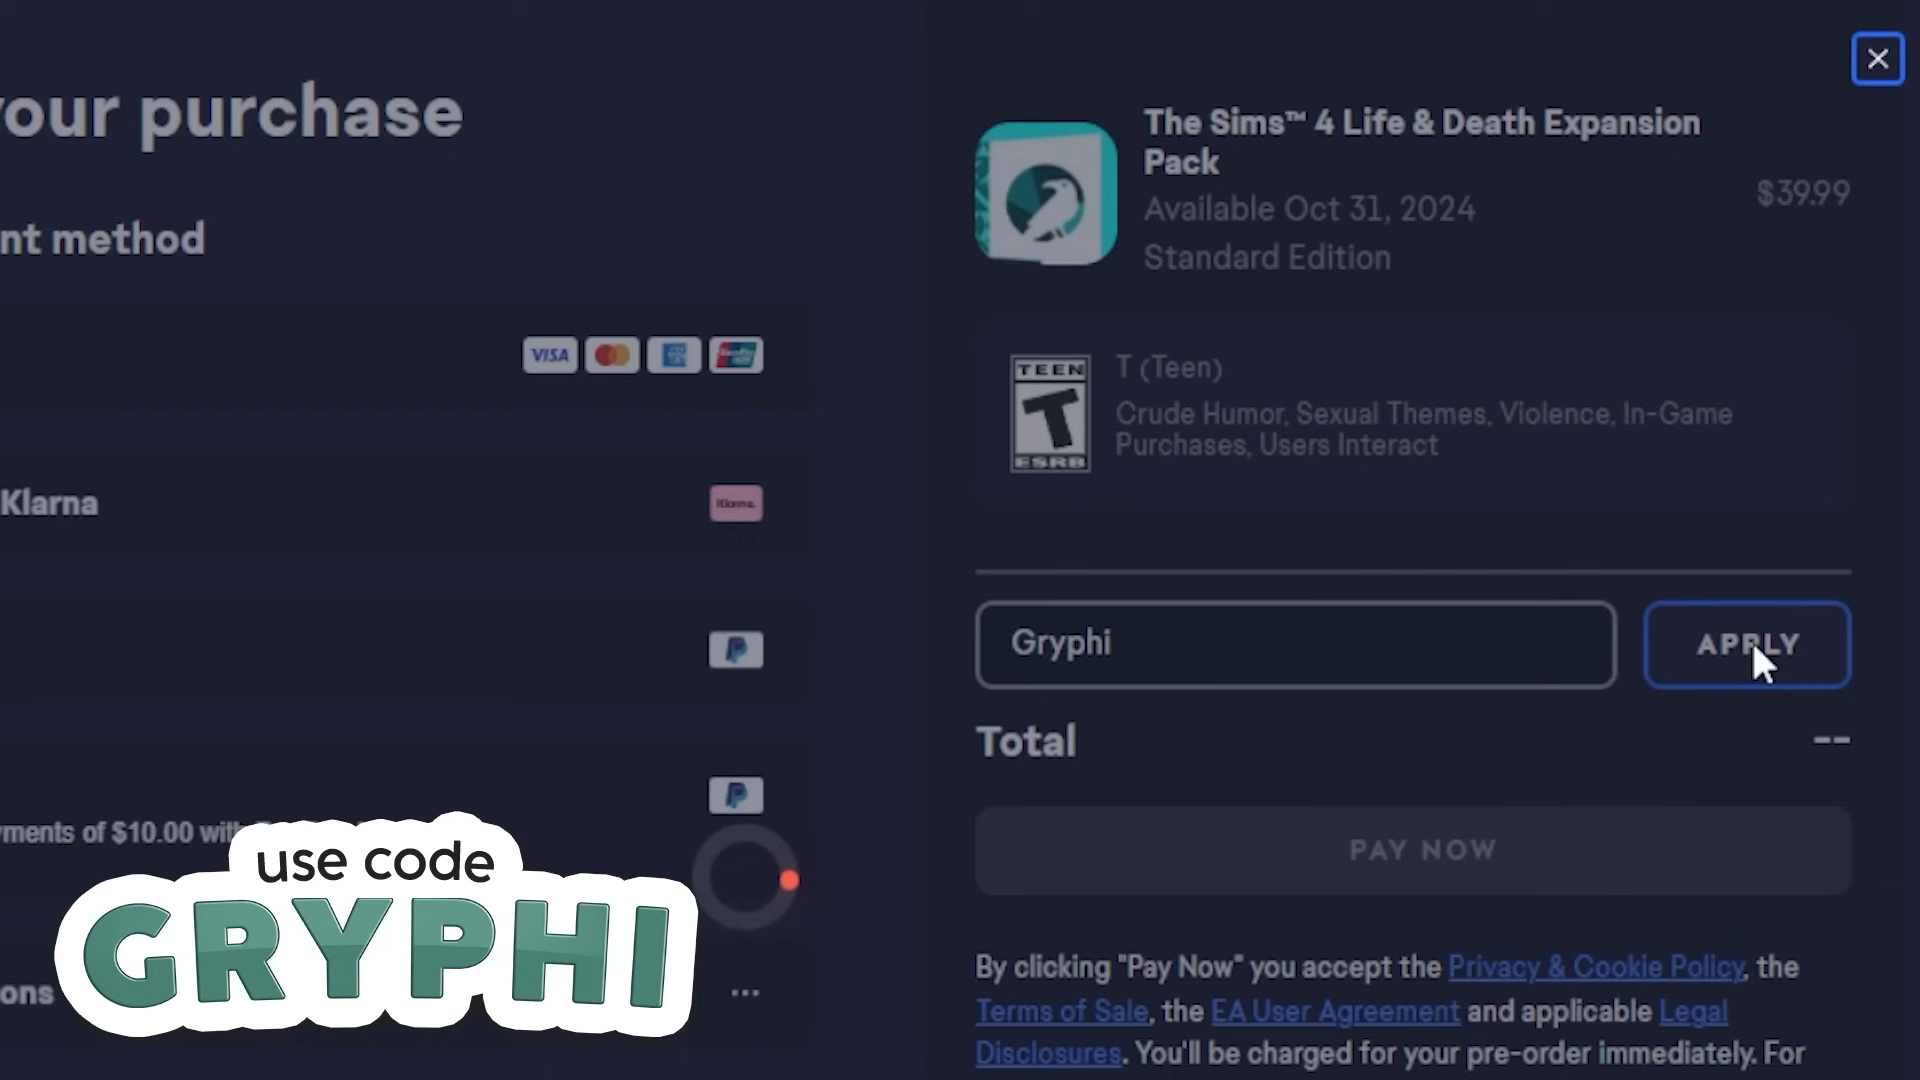 your purchase
nt method
VISA
Klarna
Klarna.
yments of $10.00 with
ons
...
use code
GRYPHI
The Sims™ 4 Life & Death Expansion
Pack
Available Oct 31, 2024
Standard Edition
$39.99
TEEN
T
ESRB
T (Teen)
Crude Humor, Sexual Themes, Violence, In-Game
Purchases, Users Interact
Gryphi
APPLY
Total
--
PAY NOW
By clicking "Pay Now" you accept the Privacy & Cookie Policy, the
Terms of Sale, the EA User Agreement and applicable Legal
Disclosures. You'll be charged for your pre-order immediately. For